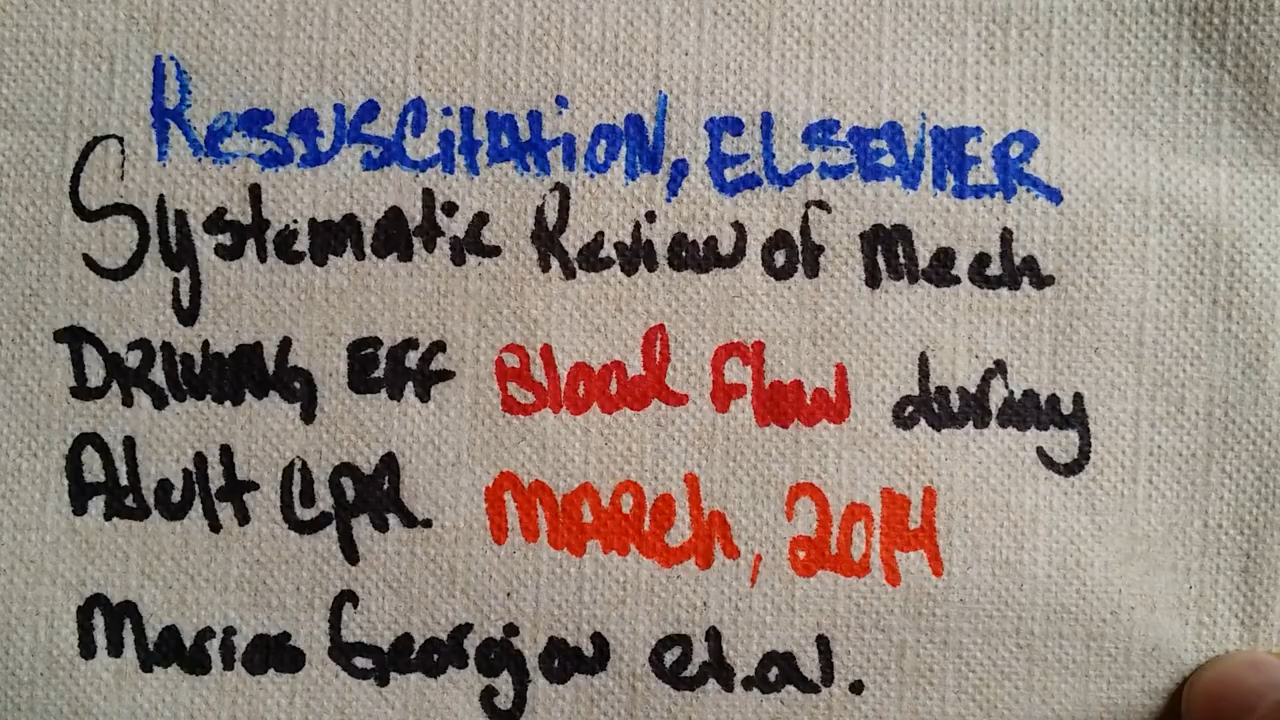 Resuscitation, ELSEVIER
Systematic Review of Mech
DRIVING EFF Blood Flow during
Adult CPR. MARch, 2014
Marios Georgiou et.al.